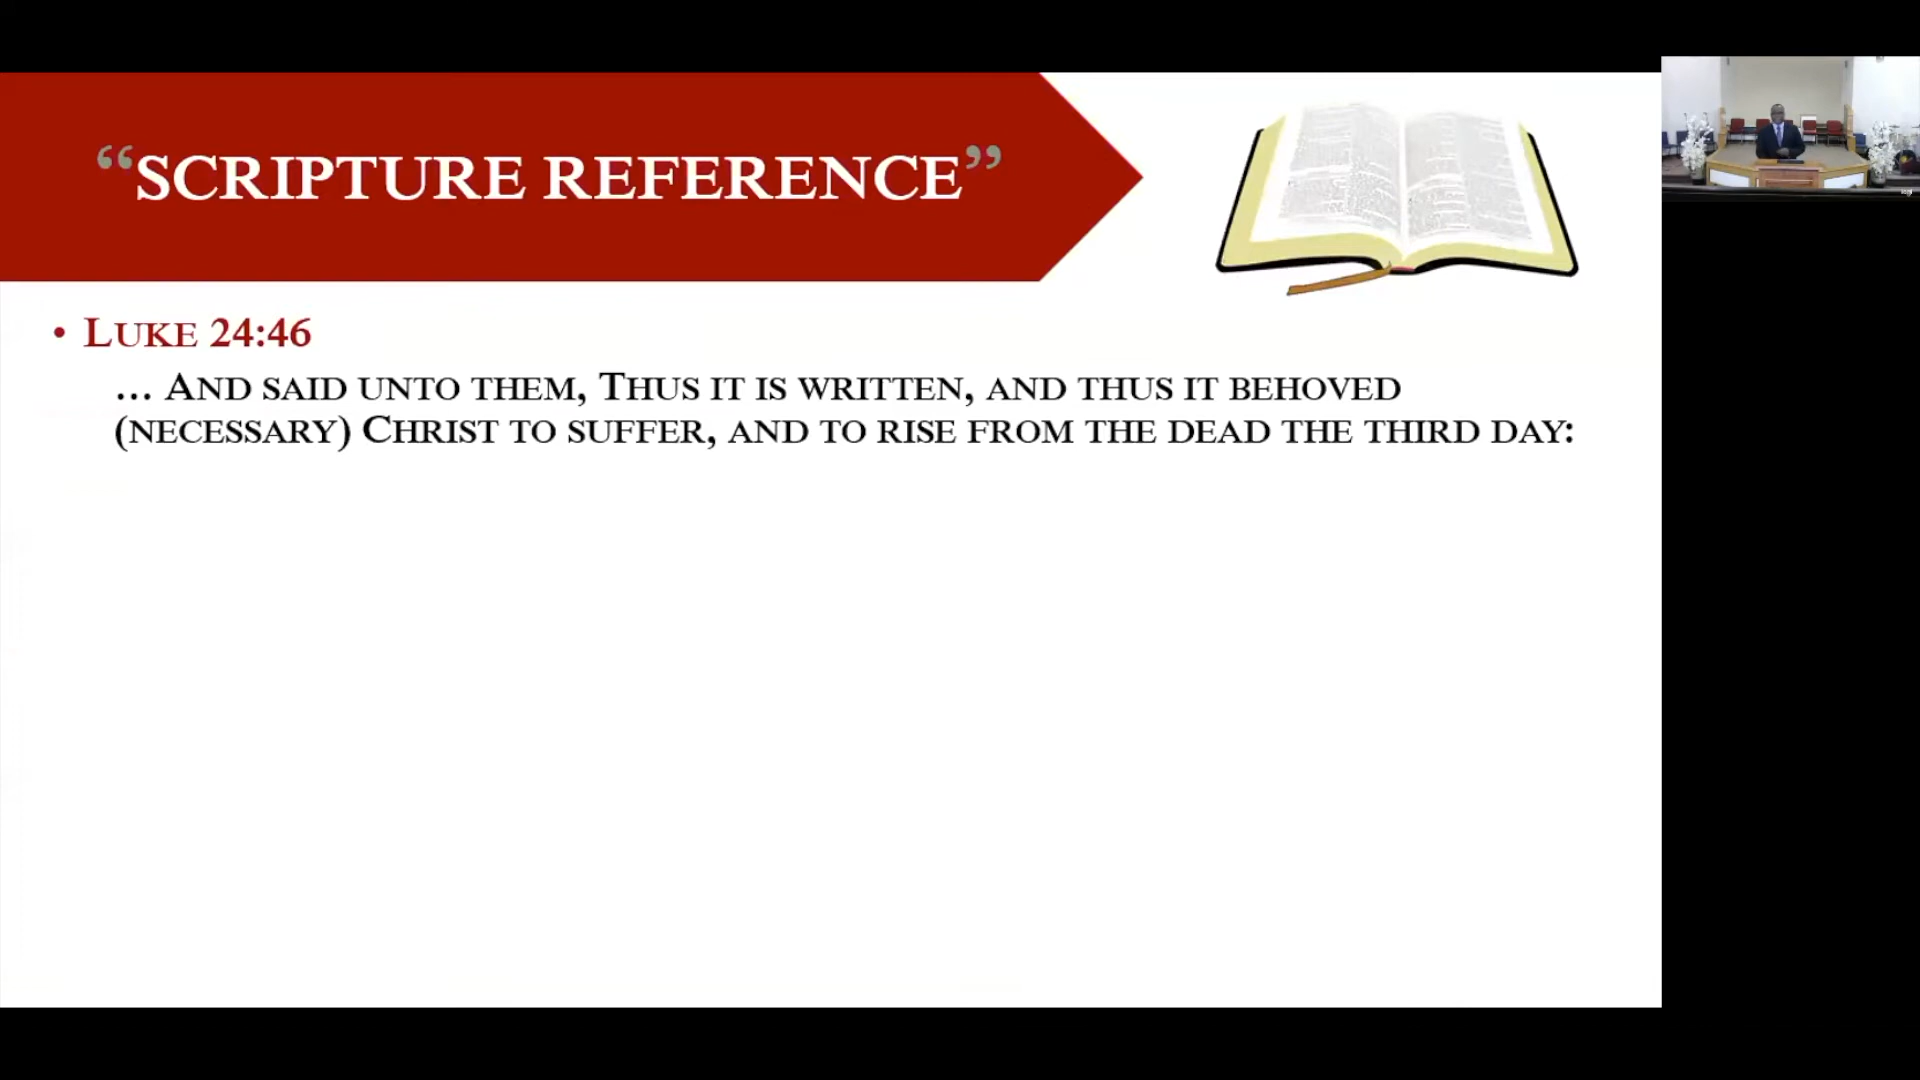 “SCRIPTURE REFERENCE”
• LUKE 24:46
… AND SAID UNTO THEM, THUS IT IS WRITTEN, AND THUS IT BEHOVED
(NECESSARY) CHRIST TO SUFFER, AND TO RISE FROM THE DEAD THE THIRD DAY: